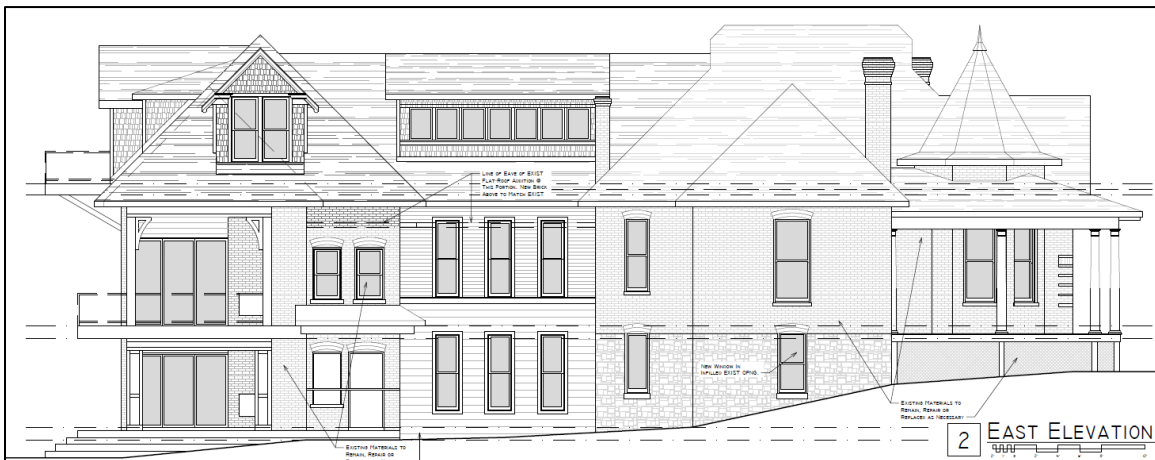 Line of Eave of Exist
Flat-Roof Addition @
This Portion. New Brick
Above to Match Exist
New Window in
Infilled Exist Opng.
Existing Materials to
Remain, Repair or
Replaced as Necessary
Existing Materials to
Remain, Repair or
2 East Elevation